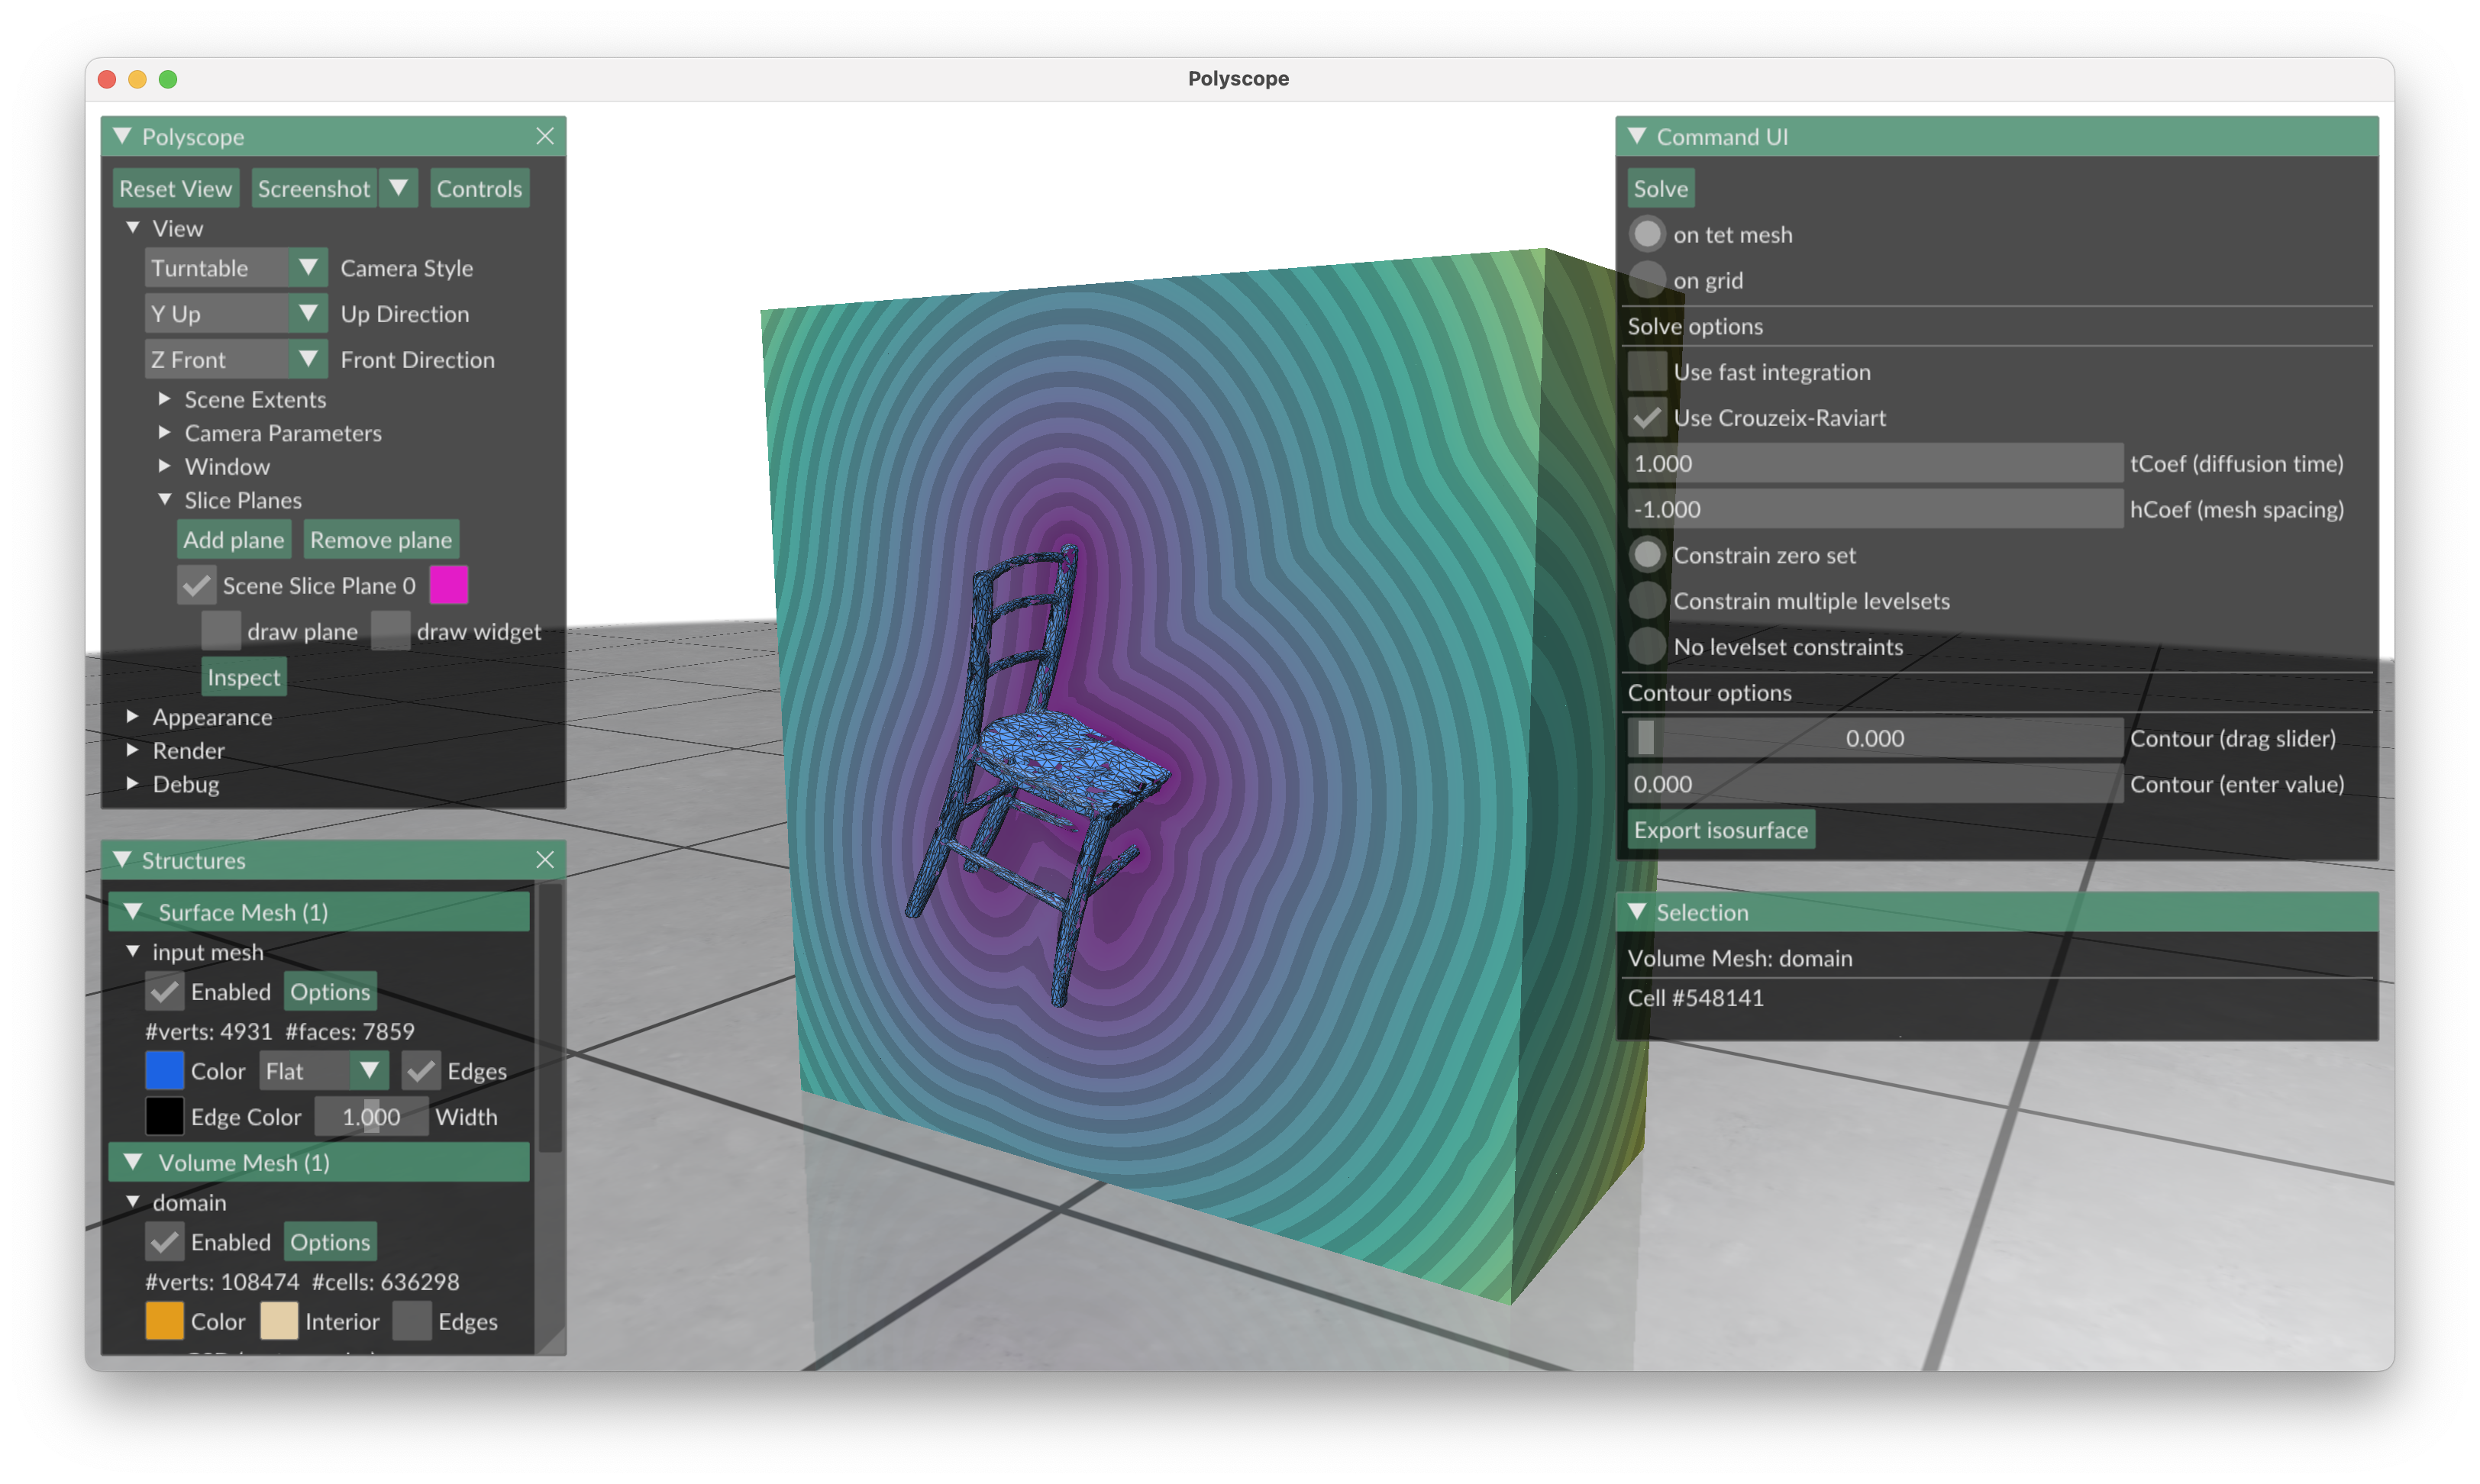 Polyscope
Polyscope
Reset View Screenshot Controls
View
Turntable Camera Style
Y Up Up Direction
Z Front Front Direction
Scene Extents
Camera Parameters
Window
Slice Planes
Add plane Remove plane
Scene Slice Plane 0
draw plane draw widget
Inspect
Appearance
Render
Debug
Structures
Surface Mesh (1)
input mesh
Enabled Options
#verts: 4931 #faces: 7859
Color Flat Edges
Edge Color 1.000 Width
Volume Mesh (1)
domain
Enabled Options
#verts: 108474 #cells: 636298
Color Interior Edges
Command UI
Solve
on tet mesh
on grid
Solve options
Use fast integration
Use Crouzeix-Raviart
1.000 tCoef (diffusion time)
-1.000 hCoef (mesh spacing)
Constrain zero set
Constrain multiple levelsets
No levelset constraints
Contour options
0.000 Contour (drag slider)
0.000 Contour (enter value)
Export isosurface
Selection
Volume Mesh: domain
Cell #548141